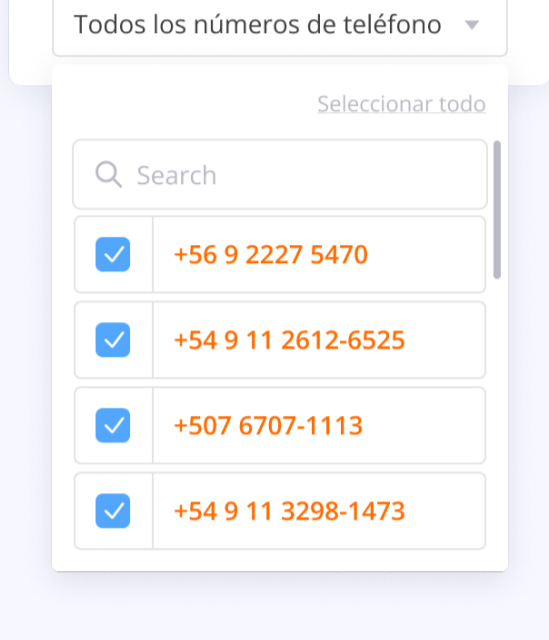 Todos los números de teléfono
Seleccionar todo
Search
+56 9 2227 5470
+54 9 11 2612-6525
+507 6707-1113
+54 9 11 3298-1473